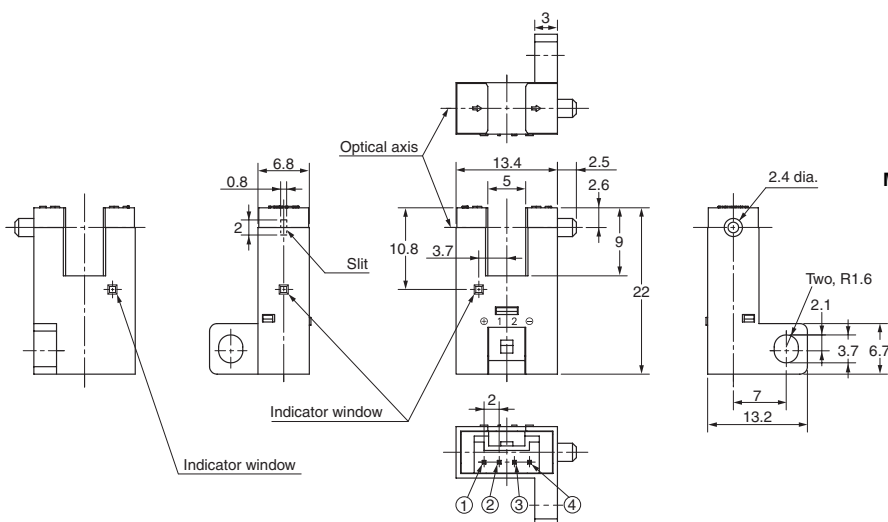 3
Optical axis
13.4
2.5
6.8
5
2.6
2.4 dia.
M
0.8
2
10.8
3.7
9
Slit
22
Two, R1.6
2.1
⊕ 1 2 ⊖
3.7
6.7
7
13.2
2
Indicator window
Indicator window
① ② ③ ④